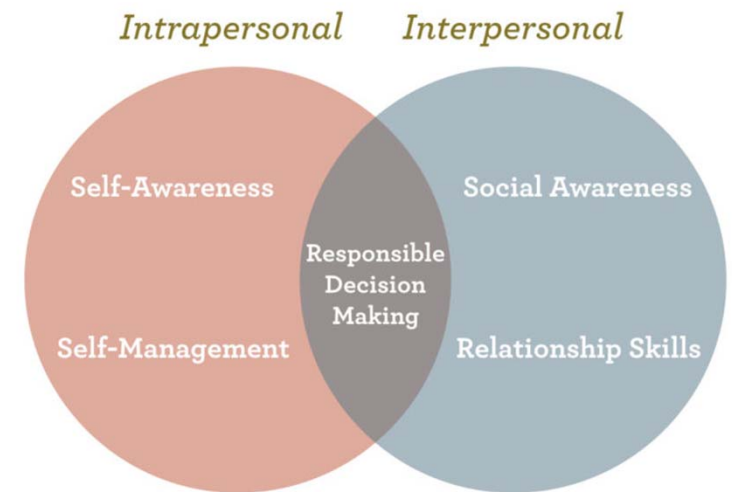 Intrapersonal
Interpersonal
Self-Awareness
Social Awareness
Responsible
Decision
Making
Self-Management
Relationship Skills